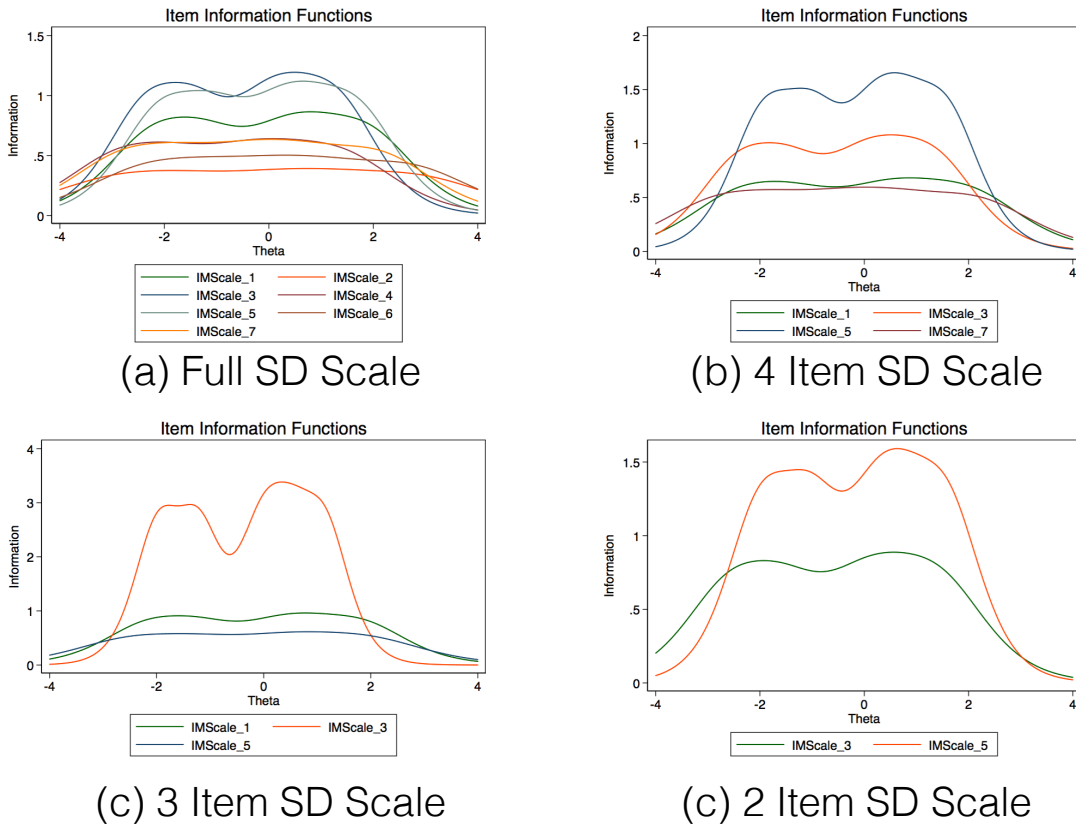 Item Information Functions
1.5
1
.5
0
Information
-4 -2 0 2 4
Theta
IMScale_1 IMScale_2
IMScale_3 IMScale_4
IMScale_5 IMScale_6
IMScale_7
(a) Full SD Scale
Item Information Functions
2
1.5
1
.5
0
Information
-4 -2 0 2 4
Theta
IMScale_1 IMScale_3
IMScale_5 IMScale_7
(b) 4 Item SD Scale
Item Information Functions
4
3
2
1
0
Information
-4 -2 0 2 4
Theta
IMScale_1 IMScale_3
IMScale_5
(c) 3 Item SD Scale
Item Information Functions
1.5
1
.5
0
Information
-4 -2 0 2 4
Theta
IMScale_3 IMScale_5
(c) 2 Item SD Scale